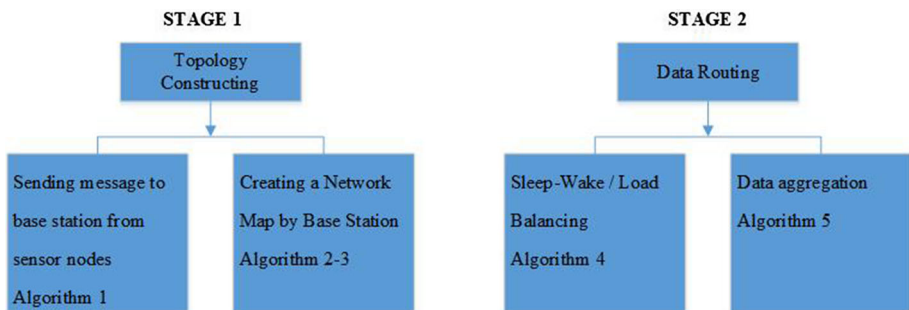 STAGE 1
Topology
Constructing
Sending message to
base station from
sensor nodes
Algorithm 1
Creating a Network
Map by Base Station
Algorithm 2-3
STAGE 2
Data Routing
Sleep-Wake / Load
Balancing
Algorithm 4
Data aggregation
Algorithm 5